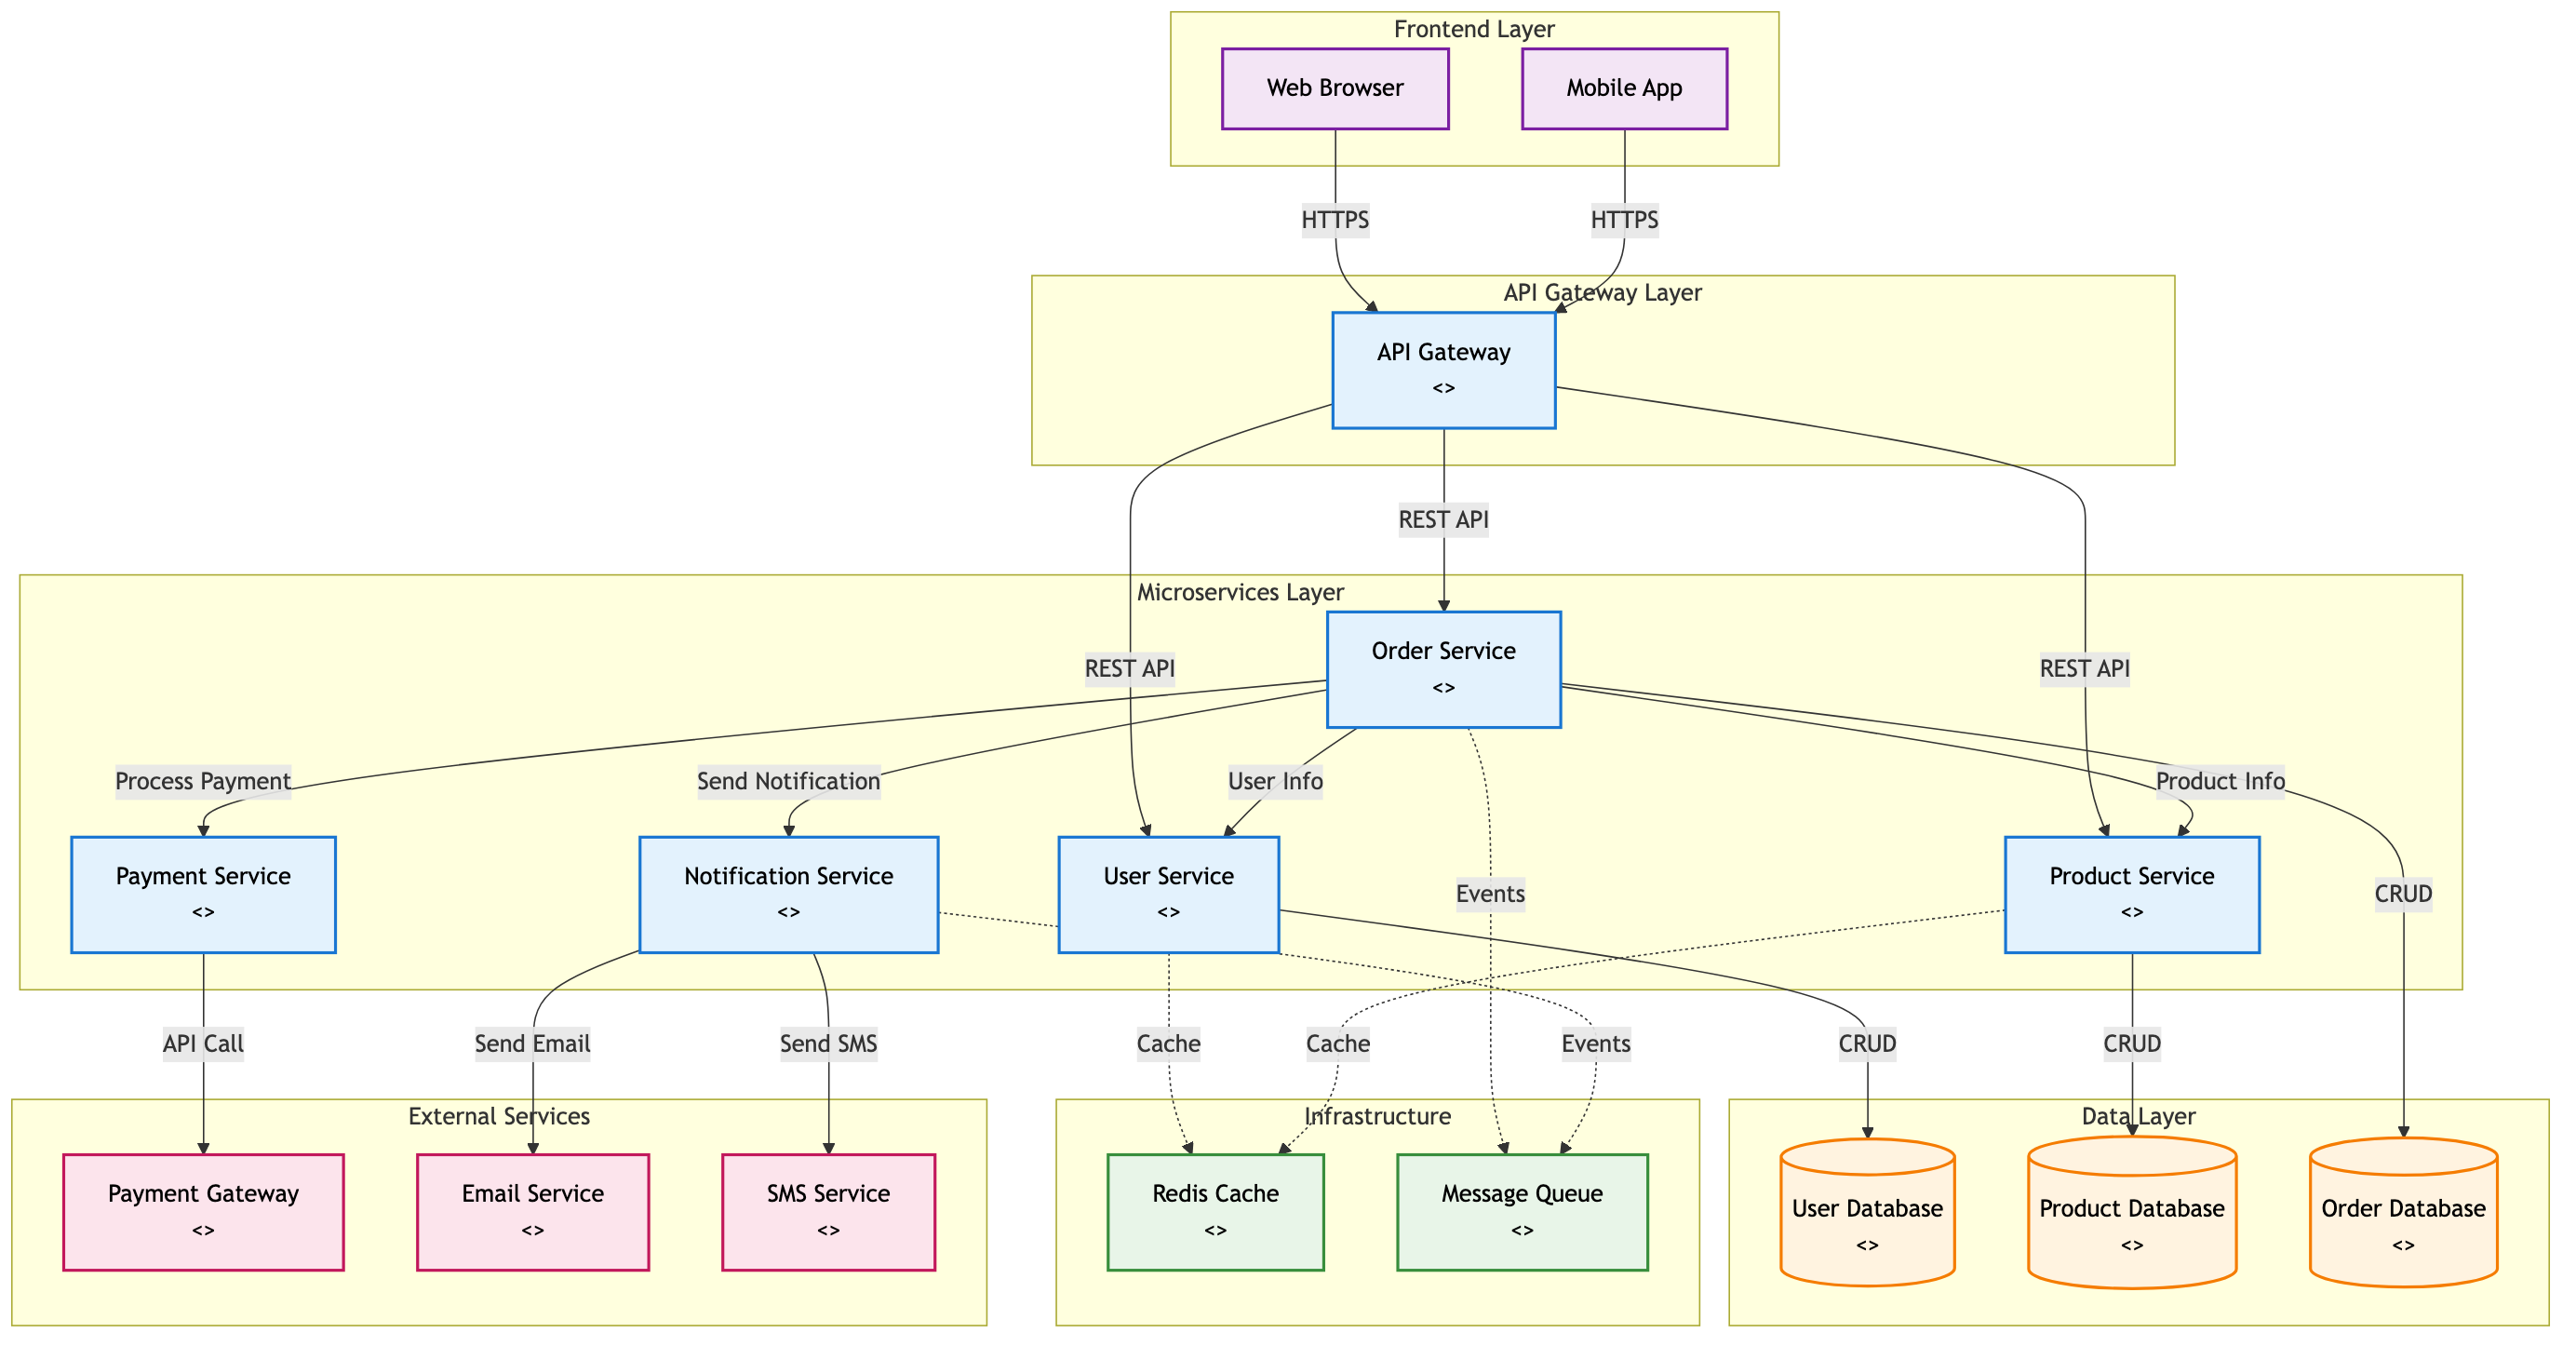 Frontend Layer
Web Browser
Mobile App
HTTPS
HTTPS
API Gateway Layer
API Gateway
<>
REST API
Microservices Layer
Order Service
<>
REST API
REST API
Process Payment
Send Notification
User Info
Product Info
Payment Service
<>
Notification Service
<>
User Service
<>
Events
Product Service
<>
CRUD
API Call
Send Email
Send SMS
Cache
Cache
Events
CRUD
CRUD
External Services
Infrastructure
Data Layer
Payment Gateway
<>
Email Service
<>
SMS Service
<>
Redis Cache
<>
Message Queue
<>
User Database
<>
Product Database
<>
Order Database
<>